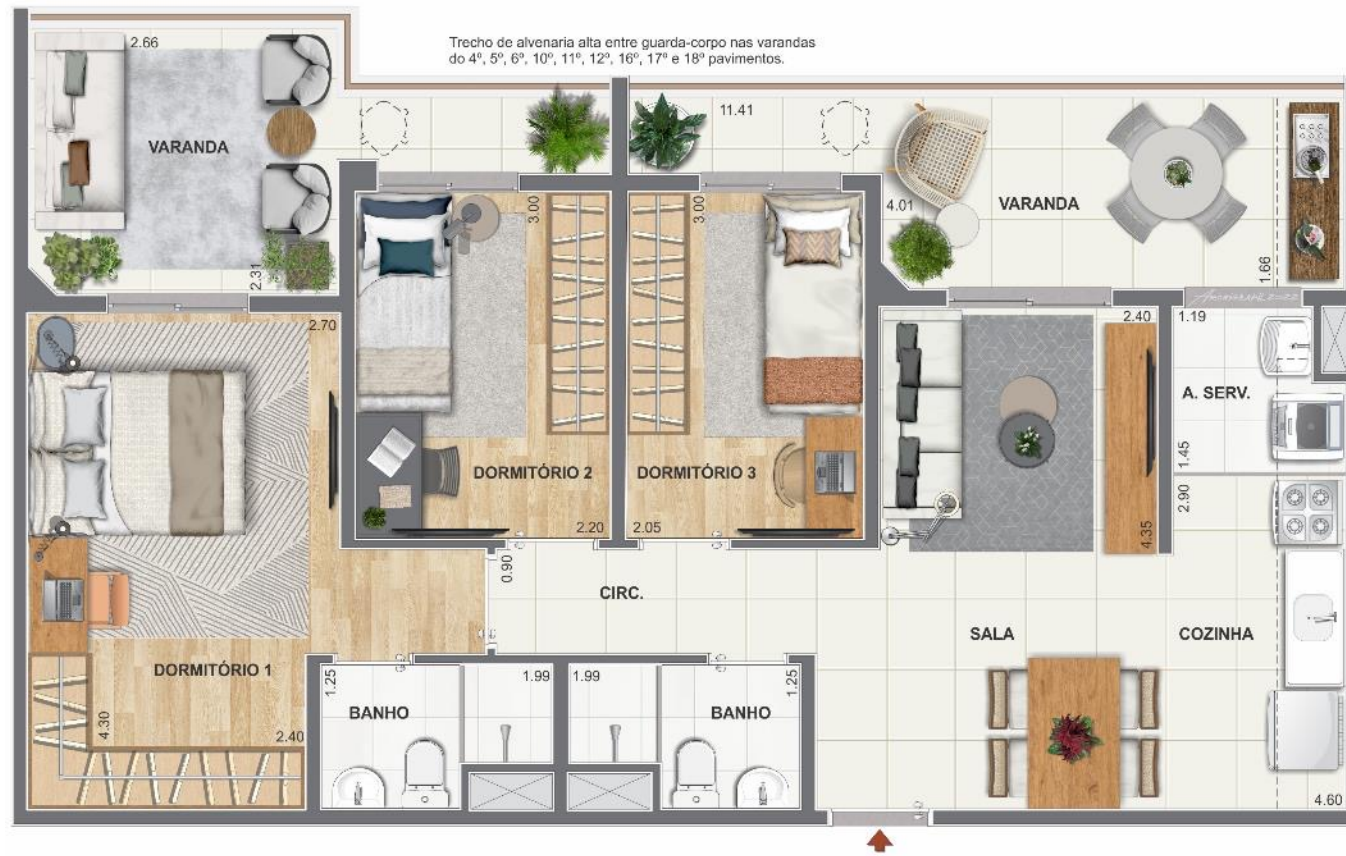 Trecho de alvenaria alta entre guarda-corpo nas varandas
do 4º, 5º, 6º, 10º, 11º, 12º, 16º, 17º e 18º pavimentos.
2.66
11.41
VARANDA
3.00
3.00
4.01
VARANDA
2.31
1.66
2.70
2.40
1.19
A. SERV.
1.45
DORMITÓRIO 2
DORMITÓRIO 3
2.90
2.20
2.05
4.35
0.90
CIRC.
SALA
COZINHA
DORMITÓRIO 1
1.25
1.99
1.99
1.25
BANHO
BANHO
4.30
2.40
4.60